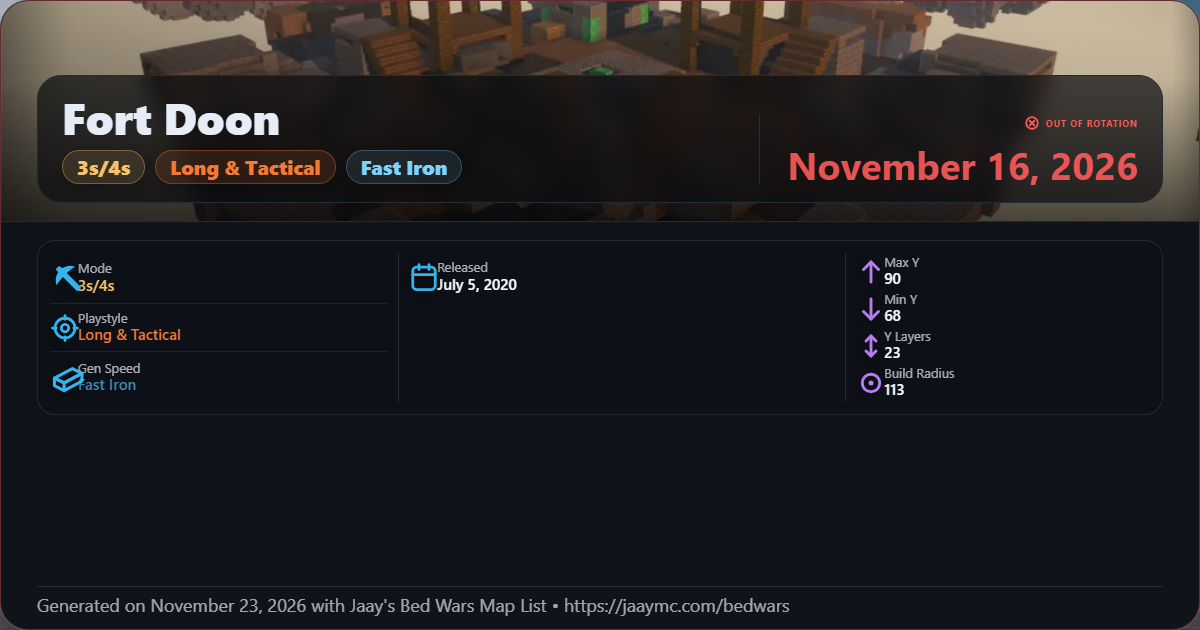 Fort Doon
3s/4s
Long & Tactical
Fast Iron
OUT OF ROTATION
November 16, 2026
Mode
3s/4s
Playstyle
Long & Tactical
Gen Speed
Fast Iron
Released
July 5, 2020
Max Y
90
Min Y
68
Y Layers
23
Build Radius
113
Generated on November 23, 2026 with Jaay's Bed Wars Map List • https://jaaymc.com/bedwars